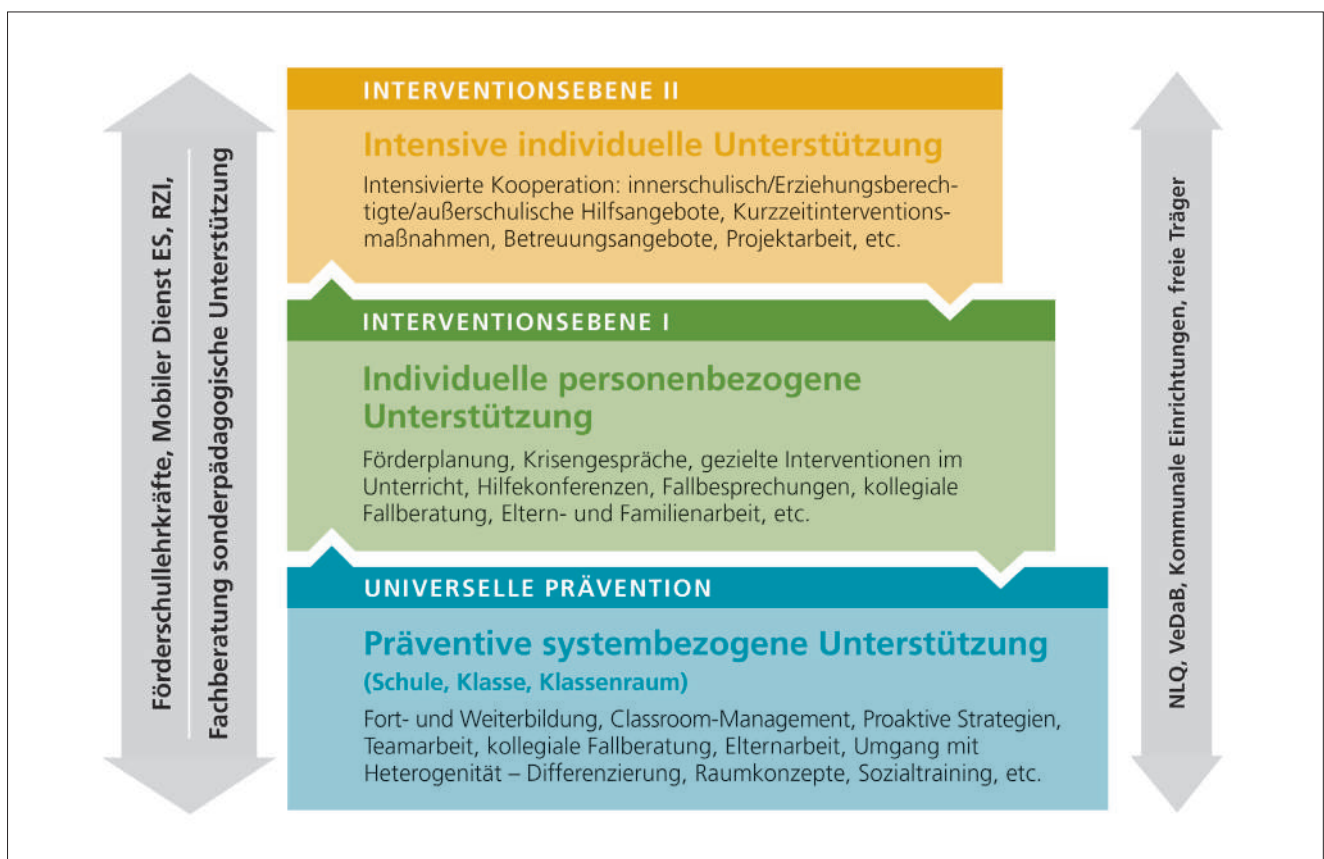 Förderschullehrkräfte, Mobiler Dienst ES, RZI,
Fachberatung sonderpädagogische Unterstützung
INTERVENTIONSEBENE II
Intensive individuelle Unterstützung
Intensivierte Kooperation: innerschulisch/Erziehungsberech-
tigte/außerschulische Hilfsangebote, Kurzzeitinterventions-
maßnahmen, Betreuungsangebote, Projektarbeit, etc.
INTERVENTIONSEBENE I
Individuelle personenbezogene
Unterstützung
Förderplanung, Krisengespräche, gezielte Interventionen im
Unterricht, Hilfekonferenzen, Fallbesprechungen, kollegiale
Fallberatung, Eltern- und Familienarbeit, etc.
UNIVERSELLE PRÄVENTION
Präventive systembezogene Unterstützung
(Schule, Klasse, Klassenraum)
Fort- und Weiterbildung, Classroom-Management, Proaktive Strategien,
Teamarbeit, kollegiale Fallberatung, Elternarbeit, Umgang mit
Heterogenität – Differenzierung, Raumkonzepte, Sozialtraining, etc.
NLQ, VeDaB, Kommunale Einrichtungen, freie Träger